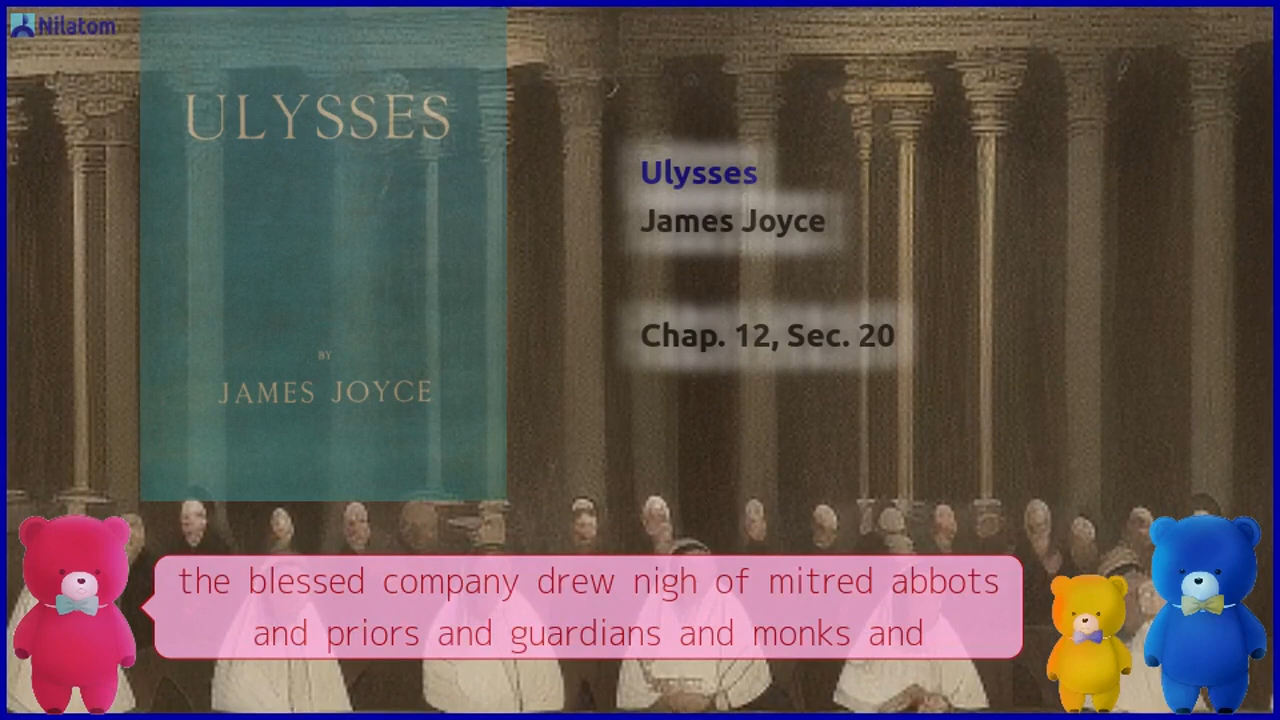 Nilatom
ULYSSES
BY
JAMES JOYCE
Ulysses
James Joyce
Chap. 12, Sec. 20
the blessed company drew nigh of mitred abbots
and priors and guardians and monks and